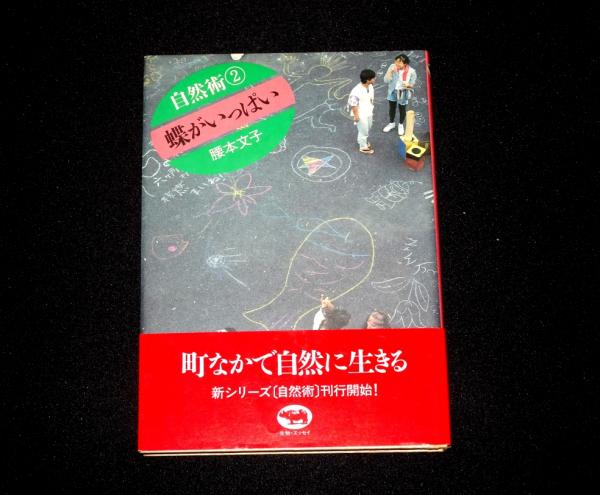 自然術②
蝶がいっぱい
腰本文子
町なかで自然に生きる
新シリーズ〔自然術〕刊行開始!